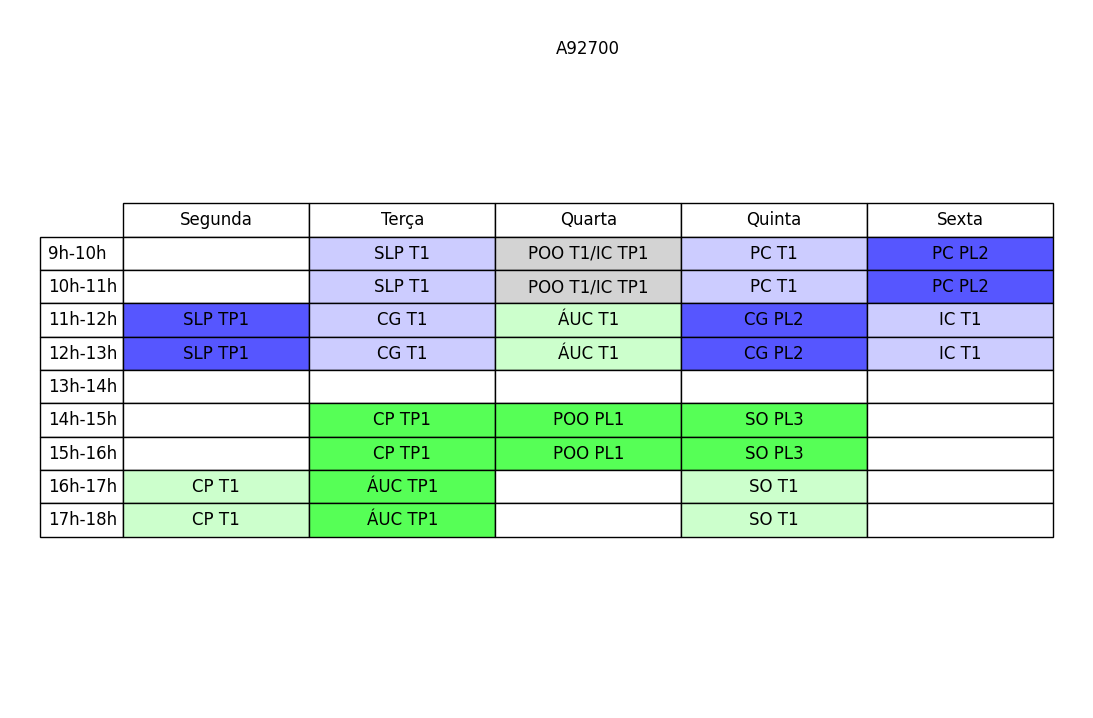 A92700
Segunda Terça Quarta Quinta Sexta
9h-10h SLP T1 POO T1/IC TP1 PC T1 PC PL2
10h-11h SLP T1 POO T1/IC TP1 PC T1 PC PL2
11h-12h SLP TP1 CG T1 ÁUC T1 CG PL2 IC T1
12h-13h SLP TP1 CG T1 ÁUC T1 CG PL2 IC T1
13h-14h
14h-15h CP TP1 POO PL1 SO PL3
15h-16h CP TP1 POO PL1 SO PL3
16h-17h CP T1 ÁUC TP1 SO T1
17h-18h CP T1 ÁUC TP1 SO T1